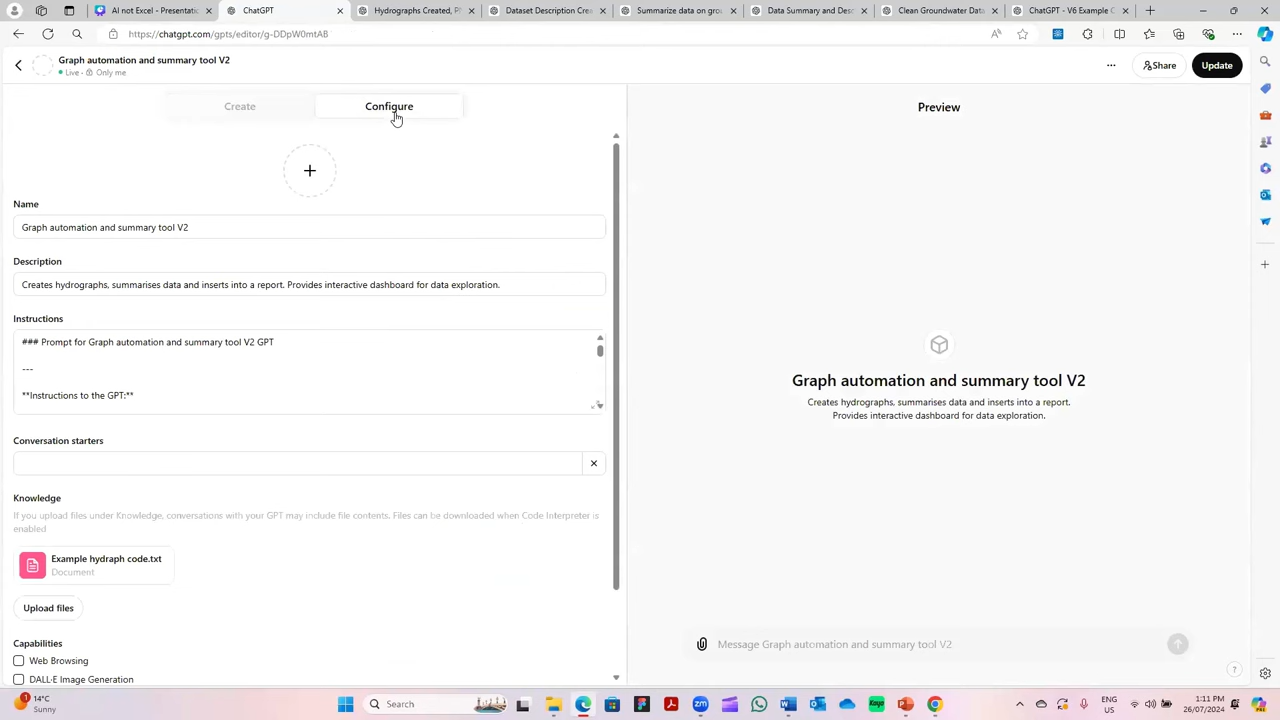 AI not Excel - Presentatio
ChatGPT
Hydrographs Created, Pl
Dataset Description Crea
Summarize data on grou
Data Summary and Desc
Clean Groundwater Data
ChatGPT - V6 Example C
https://chatgpt.com/gpts/editor/g-DDpW0mtAB
Graph automation and summary tool V2
Live · Only me
Share
Update
Create
Configure
Preview
Name
Graph automation and summary tool V2
Description
Creates hydrographs, summarises data and inserts into a report. Provides interactive dashboard for data exploration.
Instructions
### Prompt for Graph automation and summary tool V2 GPT
---
**Instructions to the GPT:**
Conversation starters
Knowledge
If you upload files under Knowledge, conversations with your GPT may include file contents. Files can be downloaded when Code Interpreter is
enabled
Example hydraph code.txt
Document
Upload files
Capabilities
Web Browsing
DALL·E Image Generation
Graph automation and summary tool V2
Creates hydrographs, summarises data and inserts into a report.
Provides interactive dashboard for data exploration.
Message Graph automation and summary tool V2
?
1
14°C
Sunny
Search
zm
Kayo
ENG
US
1:11 PM
26/07/2024